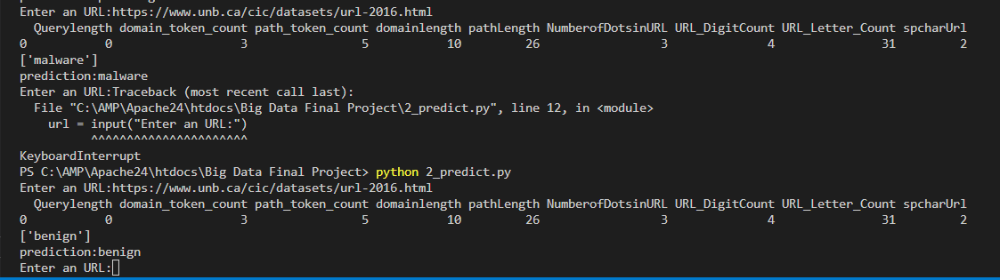 Enter an URL:https://www.unb.ca/cic/datasets/url-2016.html
Querylength domain_token_count path_token_count domainlength pathLength NumberofDotsinURL URL_DigitCount URL_Letter_Count spcharUrl
0 0 3 5 10 26 3 4 31 2
['malware']
prediction:malware
Enter an URL:Traceback (most recent call last):
File "C:\AMP\Apache24\htdocs\Big Data Final Project\2_predict.py", line 12, in <module>
url = input("Enter an URL:")
^^^^^^^^^^^^^^^^^^^^^^
KeyboardInterrupt
PS C:\AMP\Apache24\htdocs\Big Data Final Project> python 2_predict.py
Enter an URL:https://www.unb.ca/cic/datasets/url-2016.html
Querylength domain_token_count path_token_count domainlength pathLength NumberofDotsinURL URL_DigitCount URL_Letter_Count spcharUrl
0 0 3 5 10 26 3 4 31 2
['benign']
prediction:benign
Enter an URL: